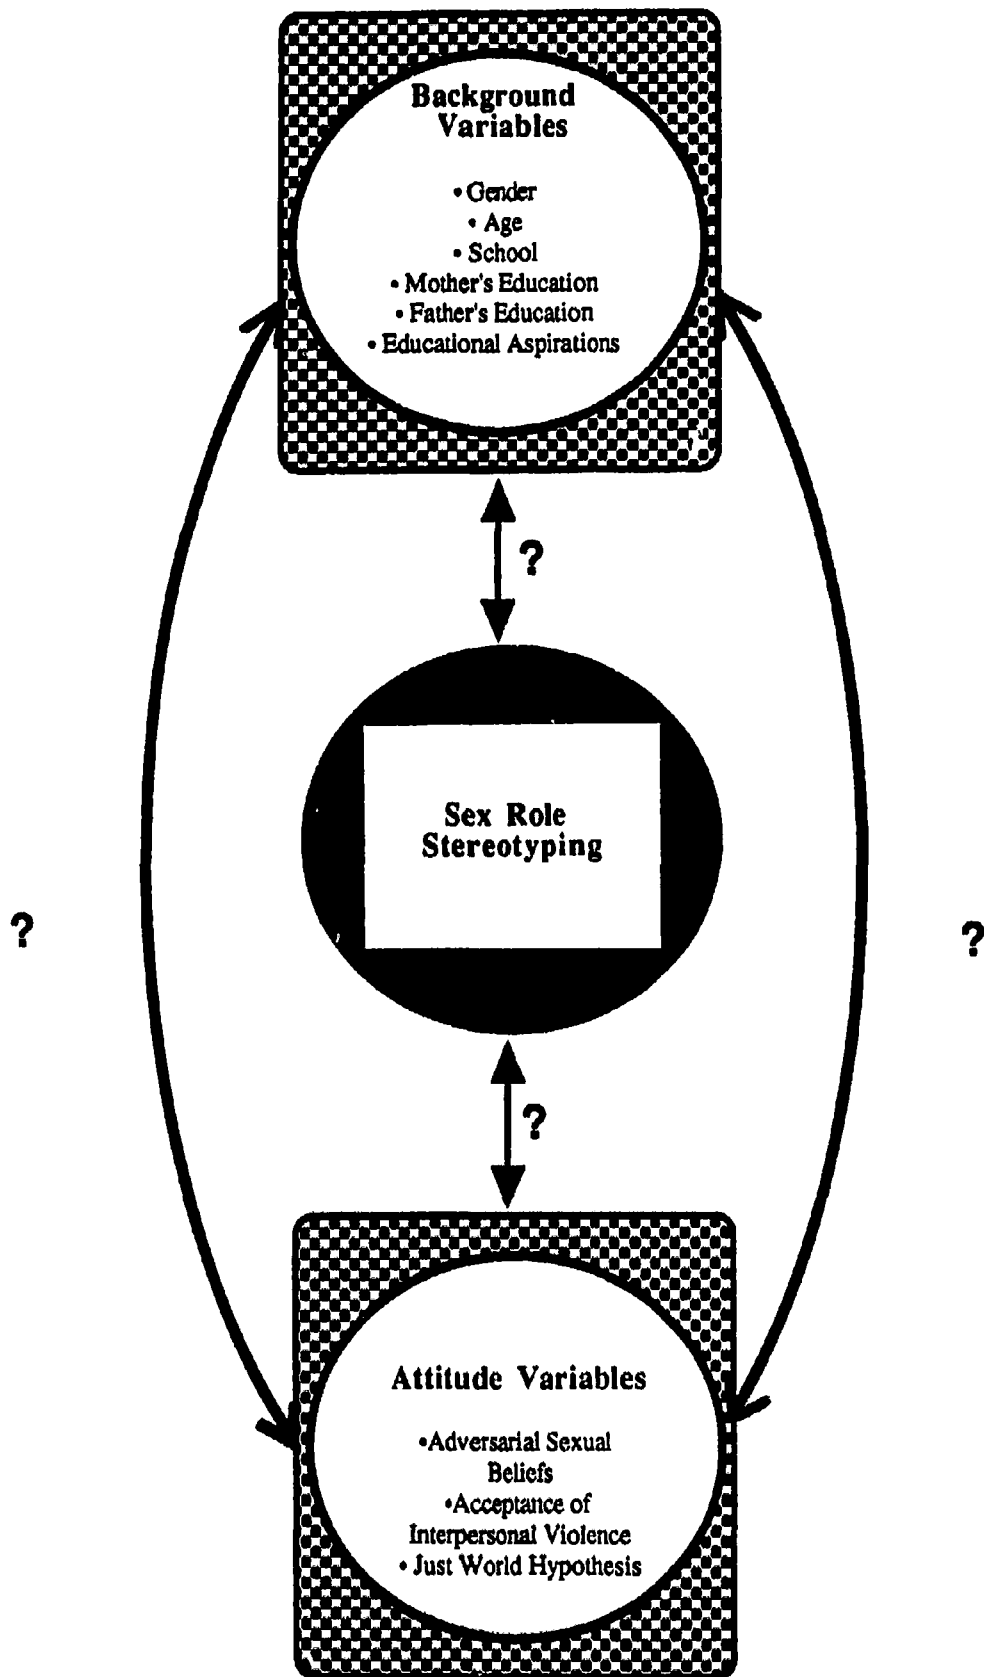 Background
Variables
• Gender
• Age
• School
• Mother's Education
• Father's Education
• Educational Aspirations
?
Sex Role
Stereotyping
?
?
?
Attitude Variables
•Adversarial Sexual
Beliefs
•Acceptance of
Interpersonal Violence
• Just World Hypothesis